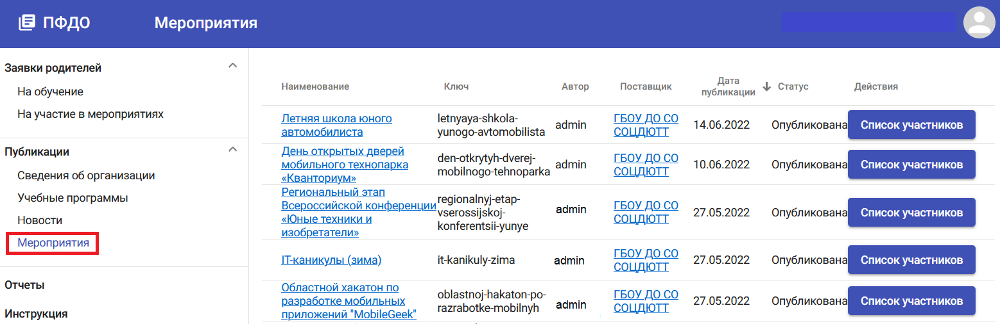 ПФДО
Мероприятия
Заявки родителей
На обучение
На участие в мероприятиях
Публикации
Сведения об организации
Учебные программы
Новости
Мероприятия
Отчеты
Инструкция
Наименование
Ключ
Автор
Поставщик
Дата
публикации
Статус
Действия
Летняя школа юного
автомобилиста
letnyaya-shkola-
yunogo-avtomobilista
admin
ГБОУ ДО СО
СОЦДЮТТ
14.06.2022
Опубликована
Список участников
День открытых дверей
мобильного технопарка
«Кванториум»
den-otkrytyh-dverej-
mobilnogo-tehnoparka
admin
ГБОУ ДО СО
СОЦДЮТТ
10.06.2022
Опубликована
Список участников
Региональный этап
Всероссийской конференции
«Юные техники и
изобретатели»
regionalnyj-etap-
vserossijskoj-
konferentsii-yunye
admin
ГБОУ ДО СО
СОЦДЮТТ
27.05.2022
Опубликована
Список участников
IT-каникулы (зима)
it-kanikuly-zima
admin
ГБОУ ДО СО
СОЦДЮТТ
27.05.2022
Опубликована
Список участников
Областной хакатон по
разработке мобильных
приложений "MobileGeek"
oblastnoj-hakaton-po-
razrabotke-mobilnyh
admin
ГБОУ ДО СО
СОЦДЮТТ
27.05.2022
Опубликована
Список участников